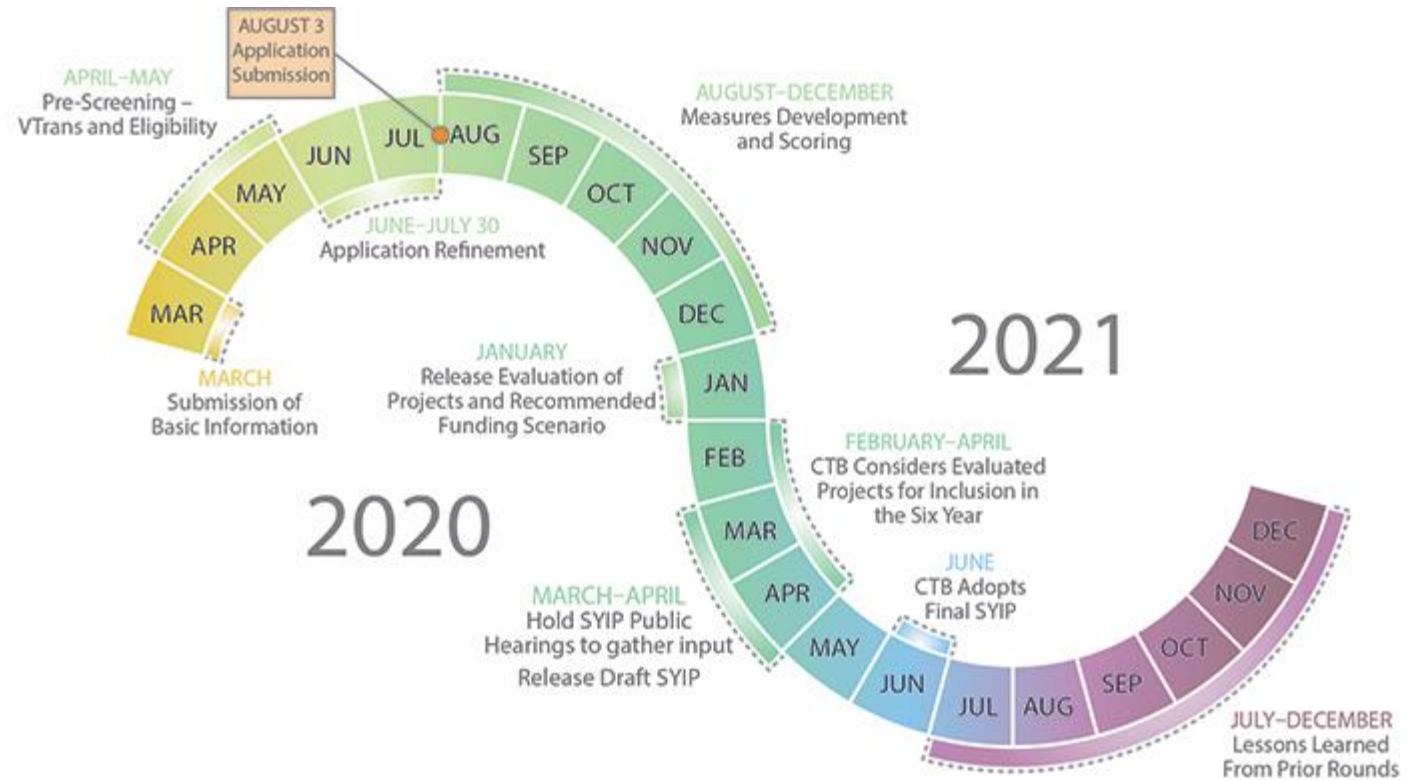 AUGUST 3
Application
Submission
APRIL–MAY
Pre-Screening –
VTrans and Eligibility
AUGUST–DECEMBER
Measures Development
and Scoring
MAR
APR
MAY
JUN
JUL
AUG
SEP
OCT
NOV
DEC
JUNE–JULY 30
Application Refinement
MARCH
Submission of
Basic Information
JANUARY
Release Evaluation of
Projects and Recommended
Funding Scenario
2020
2021
JAN
FEB
MAR
APR
MAY
JUN
JUL
AUG
SEP
OCT
NOV
DEC
FEBRUARY–APRIL
CTB Considers Evaluated
Projects for Inclusion in
the Six Year
MARCH–APRIL
Hold SYIP Public
Hearings to gather input
Release Draft SYIP
JUNE
CTB Adopts
Final SYIP
JULY–DECEMBER
Lessons Learned
From Prior Rounds